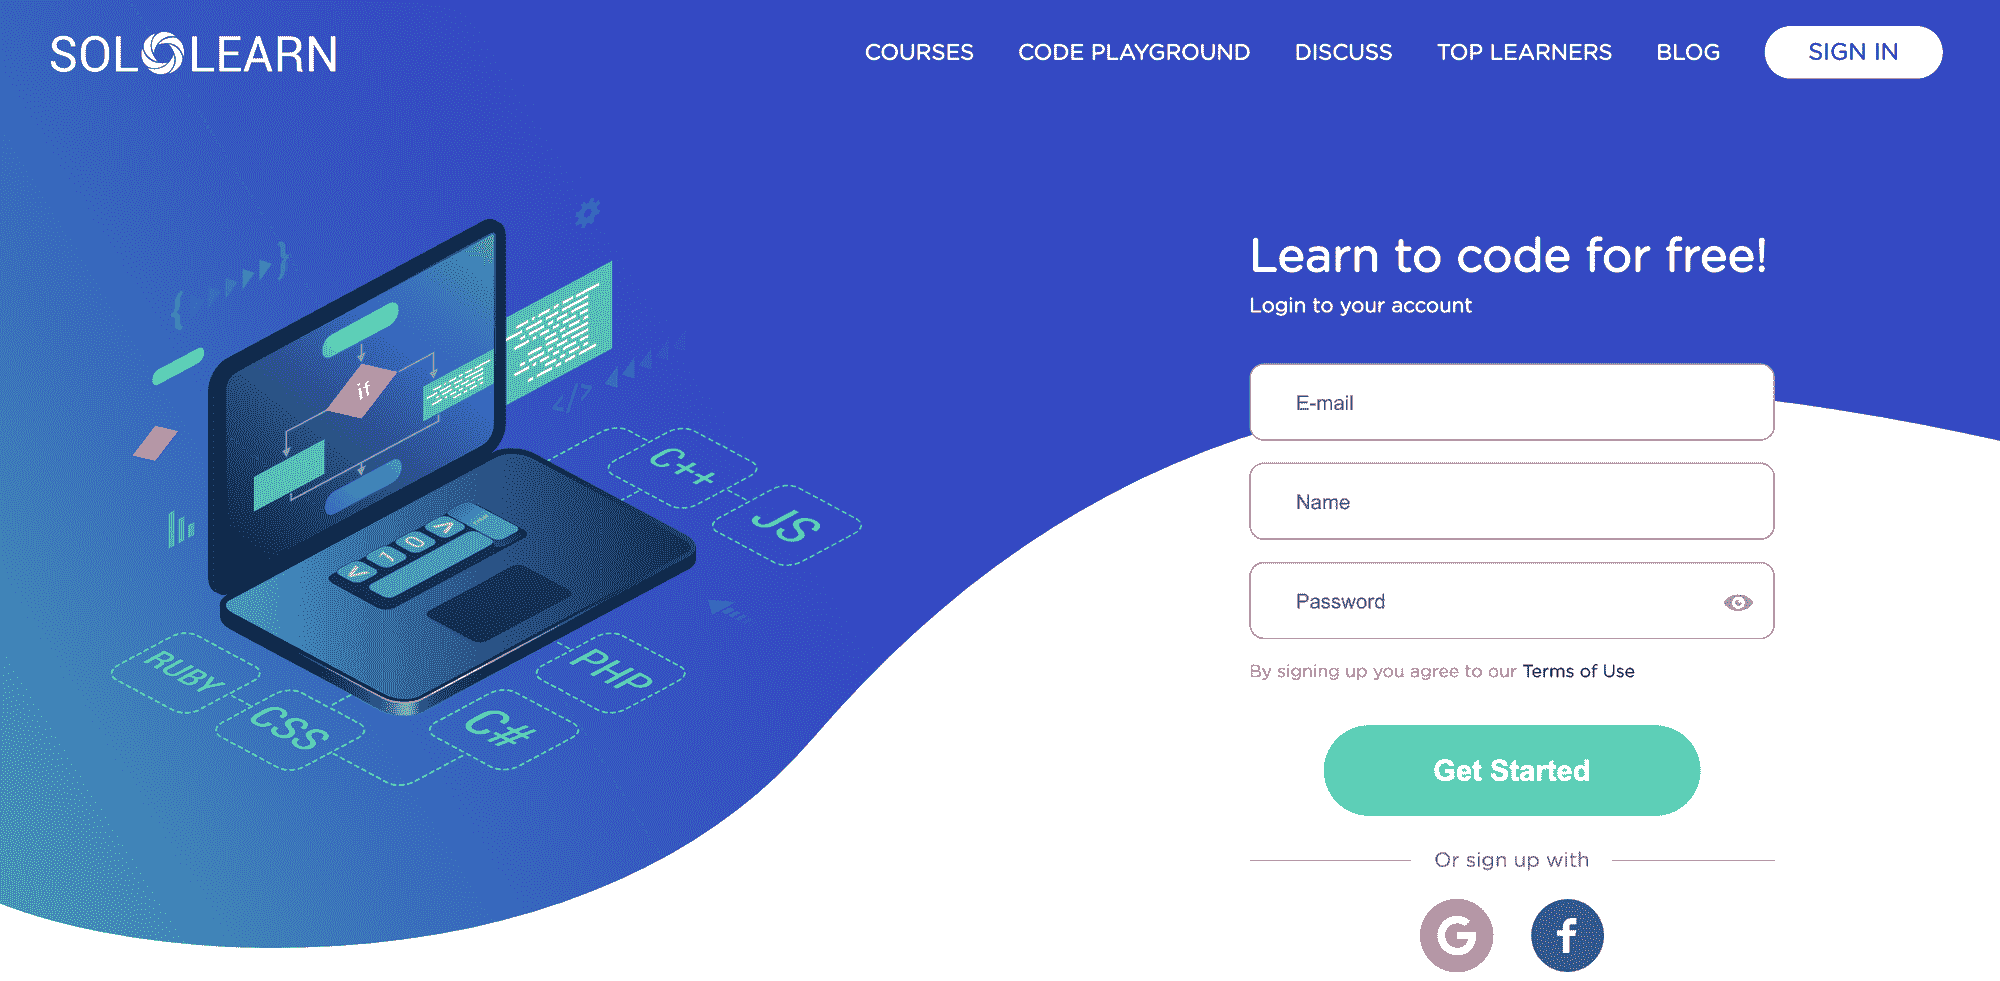 SOLOLEARN
COURSES CODE PLAYGROUND DISCUSS TOP LEARNERS BLOG SIGN IN
Learn to code for free!
Login to your account
E-mail
Name
Password
By signing up you agree to our Terms of Use
Get Started
Or sign up with
G f
{ }
if
</>
C++
JS
V 1 0 A
RUBY
CSS
C#
PHP